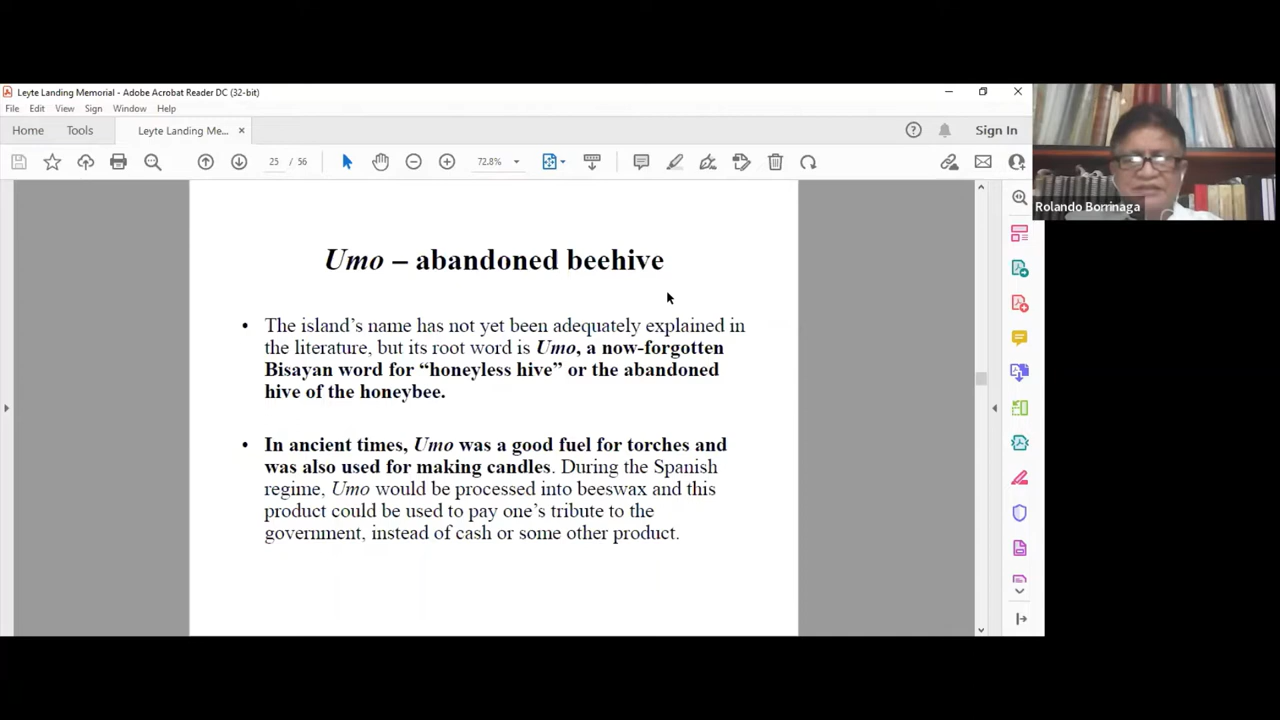 Leyte Landing Memorial - Adobe Acrobat Reader DC (32-bit)
File Edit View Sign Window Help
Home Tools Leyte Landing Me... × Sign In
25 / 56 72.8%
Rolando Borrinaga
Umo – abandoned beehive
• The island’s name has not yet been adequately explained in
the literature, but its root word is Umo, a now-forgotten
Bisayan word for “honeyless hive” or the abandoned
hive of the honeybee.
• In ancient times, Umo was a good fuel for torches and
was also used for making candles. During the Spanish
regime, Umo would be processed into beeswax and this
product could be used to pay one’s tribute to the
government, instead of cash or some other product.